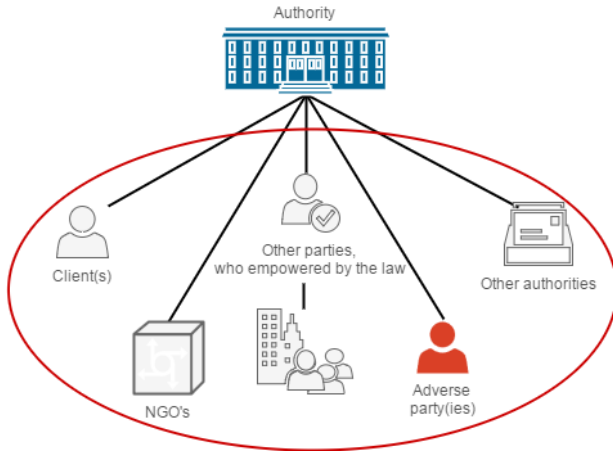 Authority
Client(s)
Other parties,
who empowered by the law
Other authorities
NGO's
Adverse
party(ies)